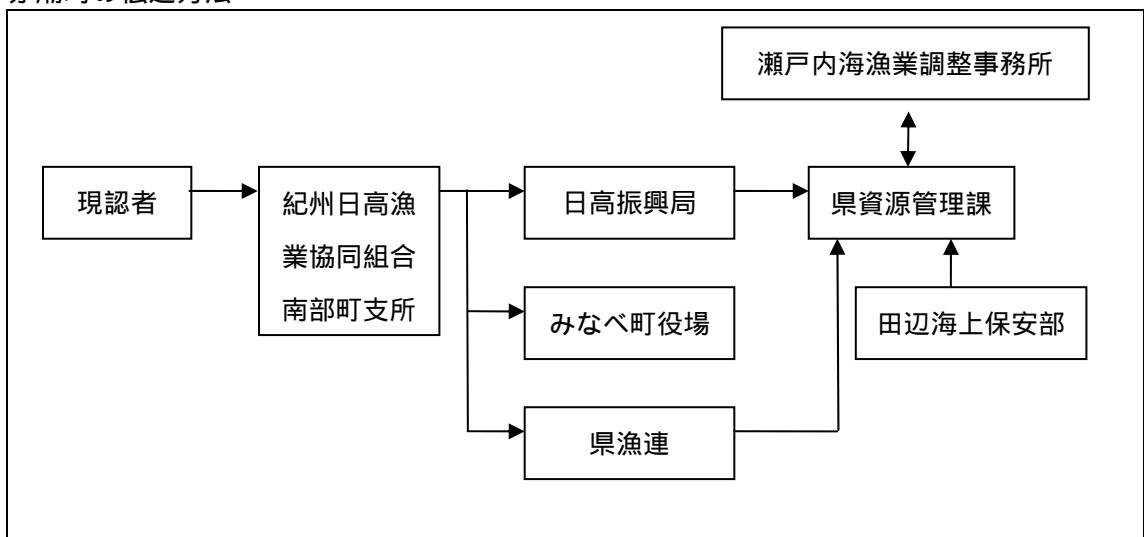 瀬戸内海漁業調整事務所
現認者
紀州日高漁
業協同組合
南部町支所
日高振興局
県資源管理課
みなべ町役場
田辺海上保安部
県漁連